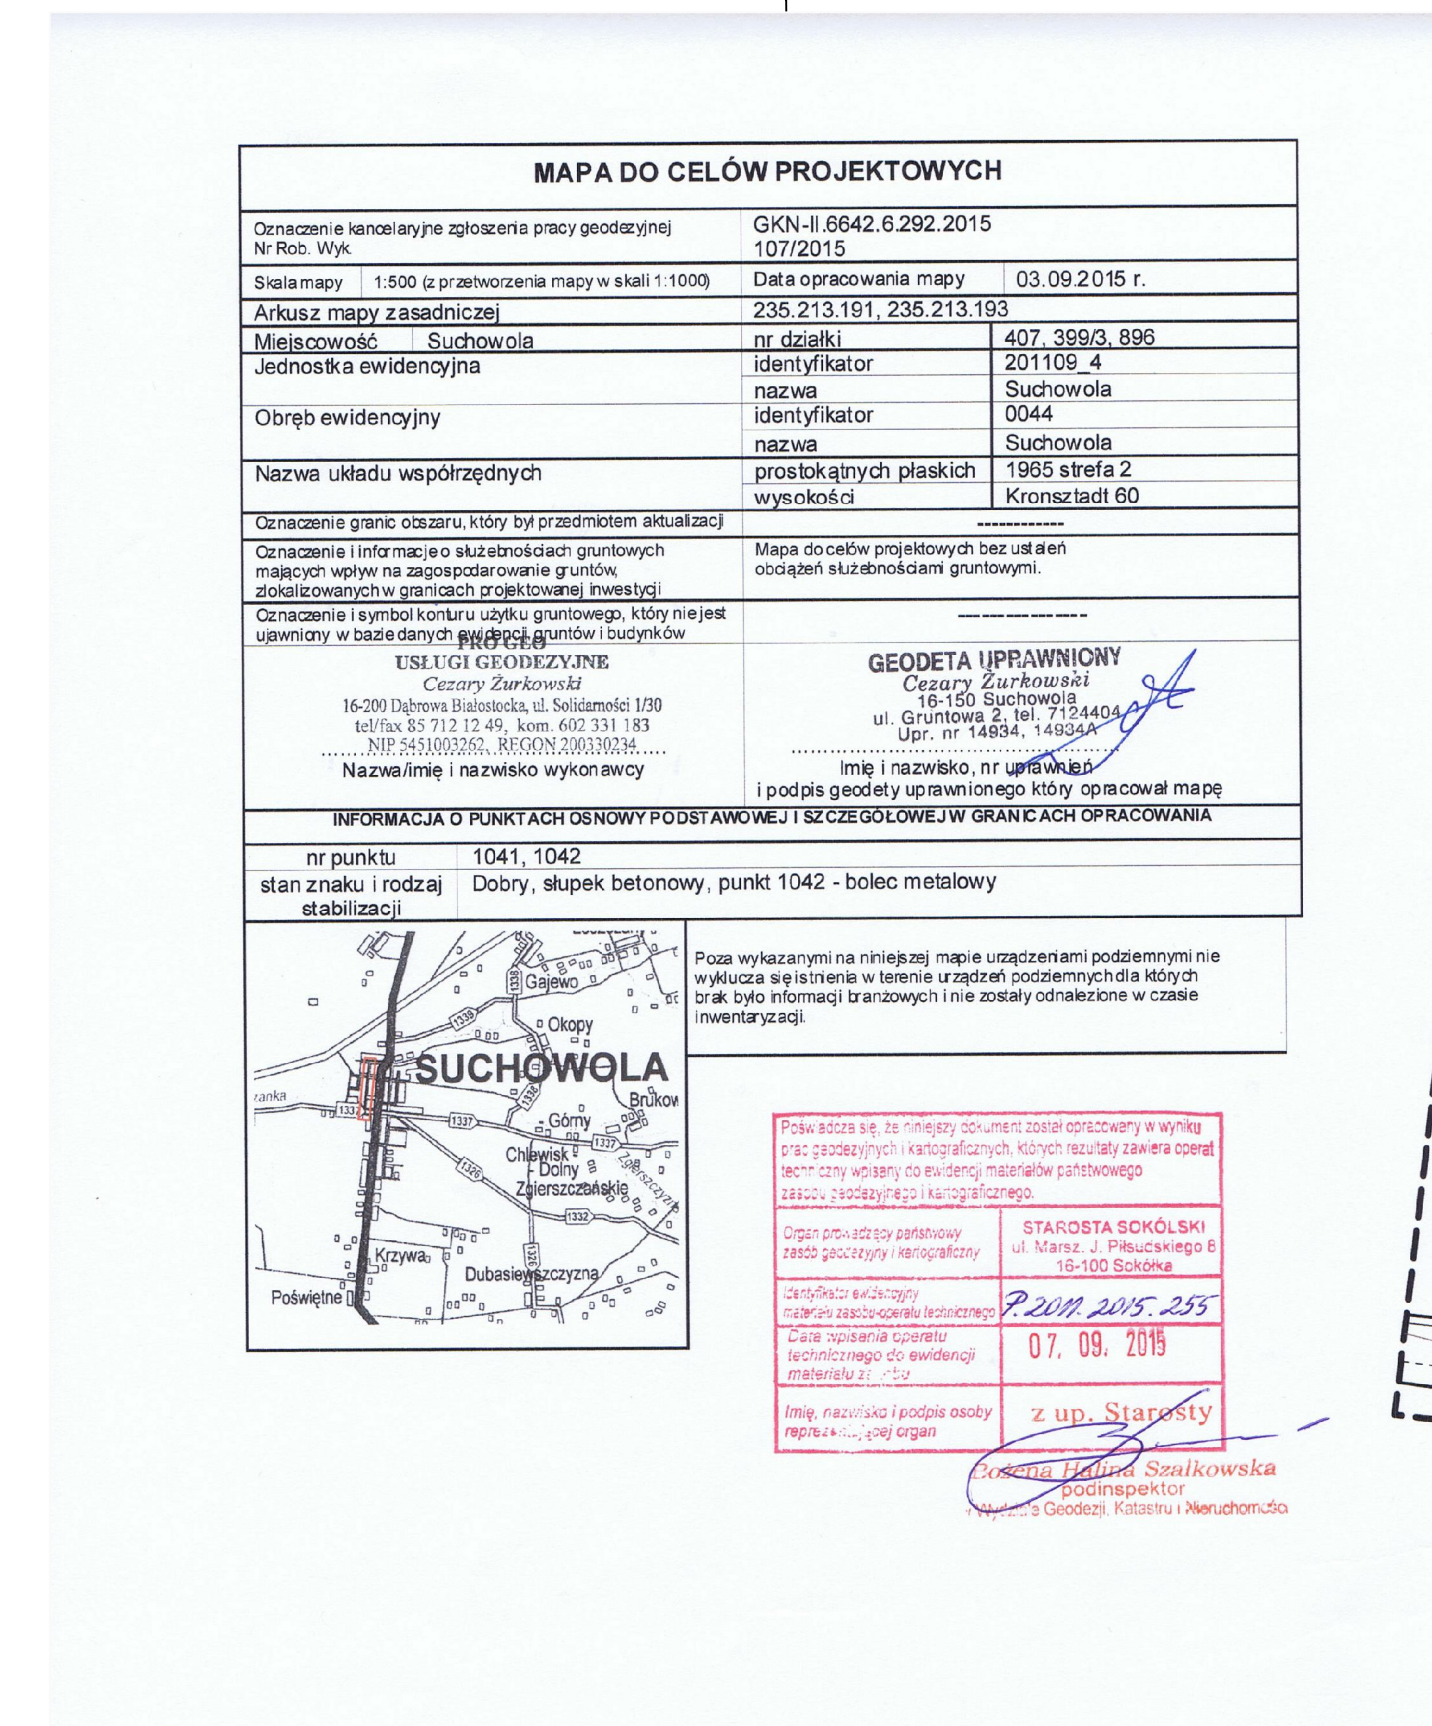 MAPA DO CELÓW PROJEKTOWYCH
Oznaczenie kancelaryjne zgłoszenia pracy geodezyjnej
Nr Rob. Wyk.
GKN-II.6642.6.292.2015
107/2015
Skala mapy 1:500 (z przetworzenia mapy w skali 1:1000) Data opracowania mapy 03.09.2015 r.
Arkusz mapy zasadniczej 235.213.191, 235.213.193
Miejscowość Suchowola nr działki 407, 399/3, 896
Jednostka ewidencyjna identyfikator 201109_4
nazwa Suchowola
Obręb ewidencyjny identyfikator 0044
nazwa Suchowola
Nazwa układu współrzędnych prostokątnych płaskich 1965 strefa 2
wysokości Kronsztadt 60
Oznaczenie granic obszaru, który był przedmiotem aktualizacji ------------
Oznaczenie i informacje o służebnościach gruntowych
mających wpływ na zagospodarowanie gruntów,
zlokalizowanych w granicach projektowanej inwestycji
Mapa do celów projektowych bez ustaleń
obciążeń służebnościami gruntowymi.
Oznaczenie i symbol konturu użytku gruntowego, który nie jest
ujawniony w bazie danych ewidencji gruntów i budynków
-----------------
PRO GEO
USŁUGI GEODEZYJNE
Cezary Żurkowski
16-200 Dąbrowa Białostocka, ul. Solidarności 1/30
tel/fax 85 712 12 49, kom. 602 331 183
NIP 5451003262, REGON 200330234
Nazwa/imię i nazwisko wykonawcy
GEODETA UPRAWNIONY
Cezary Żurkowski
16-150 Suchowola
ul. Gruntowa 2, tel. 7124404
Upr. nr 14934, 14934A
Imię i nazwisko, nr uprawnień
i podpis geodety uprawnionego który opracował mapę
INFORMACJA O PUNKTACH OSNOWY PODSTAWOWEJ I SZCZEGÓŁOWEJ W GRANICACH OPRACOWANIA
nr punktu 1041, 1042
stan znaku i rodzaj
stabilizacji
Dobry, słupek betonowy, punkt 1042 - bolec metalowy
Poza wykazanymi na niniejszej mapie urządzeniami podziemnymi nie
wyklucza się istnienia w terenie urządzeń podziemnych dla których
brak było informacji branżowych i nie zostały odnalezione w czasie
inwentaryzacji.
1338
Gajewo
1338
Okopy
SUCHOWOLA
1338
Brukow
zanka
1337
1337
Górny
1337
Chlewisk
Dolny
1326
Zgierszczańskie
1332
1326
Krzywa
Dubasiewszczyzna
Poświętne
Poświadcza się, że niniejszy dokument został opracowany w wyniku
prac geodezyjnych i kartograficznych, których rezultaty zawiera operat
techniczny wpisany do ewidencji materiałów państwowego
zasobu geodezyjnego i kartograficznego.
Organ prowadzący państwowy
zasób geodezyjny i kartograficzny
STAROSTA SOKÓLSKI
ul. Marsz. J. Piłsudskiego 8
16-100 Sokółka
Identyfikator ewidencyjny
materiału zasobu-operatu technicznego
P.2011.2015.255
Data wpisania operatu
technicznego do ewidencji
materiału zasobu
07. 09. 2015
Imię, nazwisko i podpis osoby
reprezentującej organ
z up. Starosty
Bożena Halina Szałkowska
podinspektor
w Wydziale Geodezji, Katastru i Nieruchomości